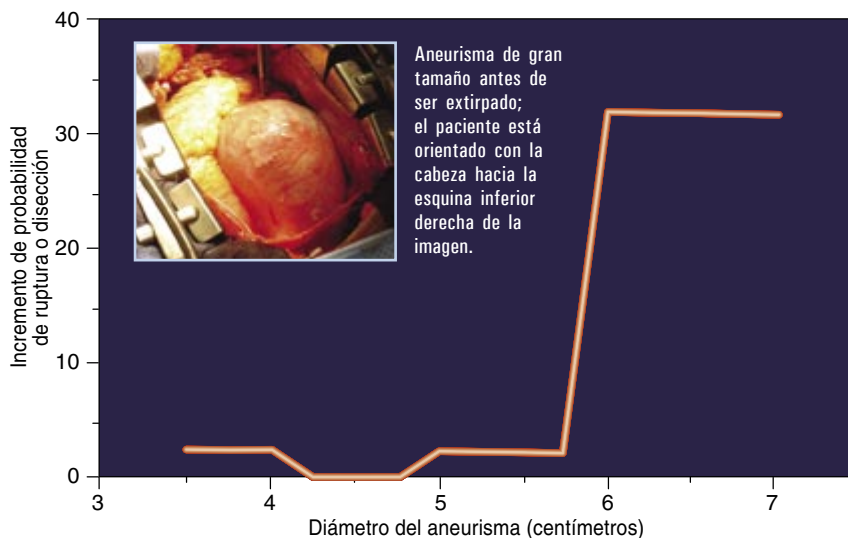 40
30
20
10
0
Incremento de probabilidad
de ruptura o disección
Aneurisma de gran
tamaño antes de
ser extirpado;
el paciente está
orientado con la
cabeza hacia la
esquina inferior
derecha de la
imagen.
3 4 5 6 7
Diámetro del aneurisma (centímetros)